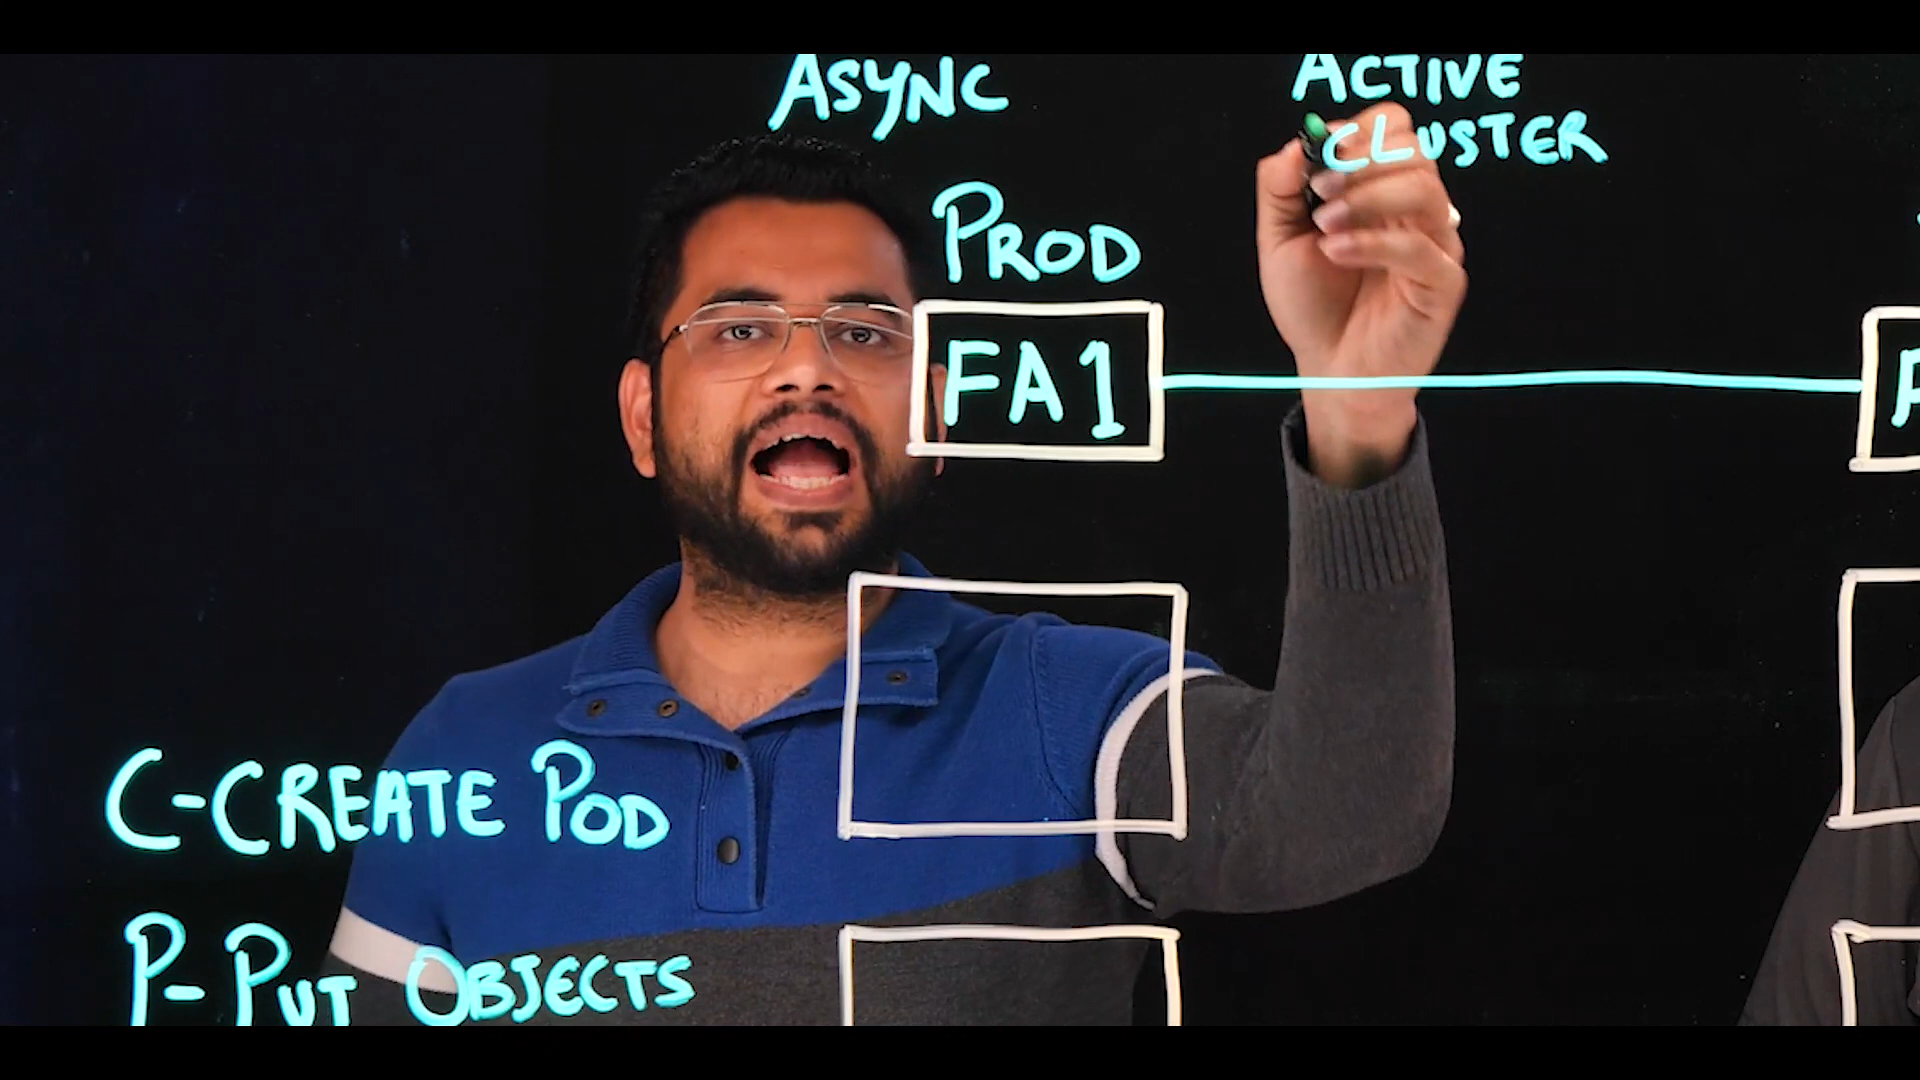 ASYNC
ACTIVE
CLUSTER
PROD
FA1
C-CREATE POD
P-PUT OBJECTS